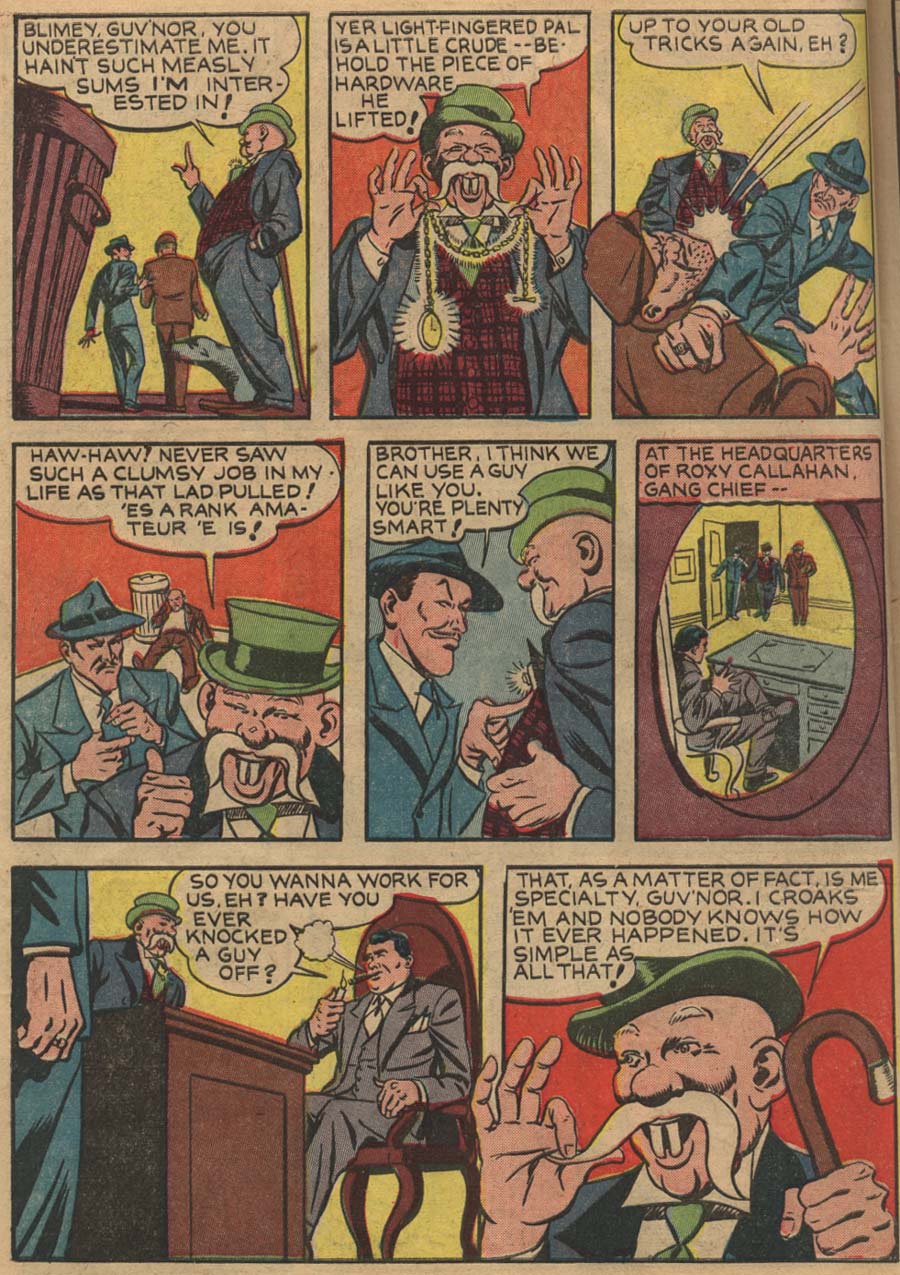 BLIMEY, GUV'NOR, YOU
UNDERESTIMATE ME. IT
HAIN'T SUCH MEASLY
SUMS I'M INTER-
ESTED IN!
YER LIGHT-FINGERED PAL
IS A LITTLE CRUDE -- BE-
HOLD THE PIECE OF
HARDWARE
HE
LIFTED!
UP TO YOUR OLD
TRICKS AGAIN, EH?
HAW-HAW! NEVER SAW
SUCH A CLUMSY JOB IN MY
LIFE AS THAT LAD PULLED!
'ES A RANK AMA-
TEUR 'E IS!
BROTHER, I THINK WE
CAN USE A GUY
LIKE YOU.
YOU'RE PLENTY
SMART!
AT THE HEADQUARTERS
OF ROXY CALLAHAN,
GANG CHIEF --
SO YOU WANNA WORK FOR
US, EH? HAVE YOU
EVER
KNOCKED
A GUY
OFF?
THAT, AS A MATTER OF FACT, IS ME
SPECIALTY, GUV'NOR. I CROAKS
'EM AND NOBODY KNOWS HOW
IT EVER HAPPENED. IT'S
SIMPLE AS
ALL THAT!